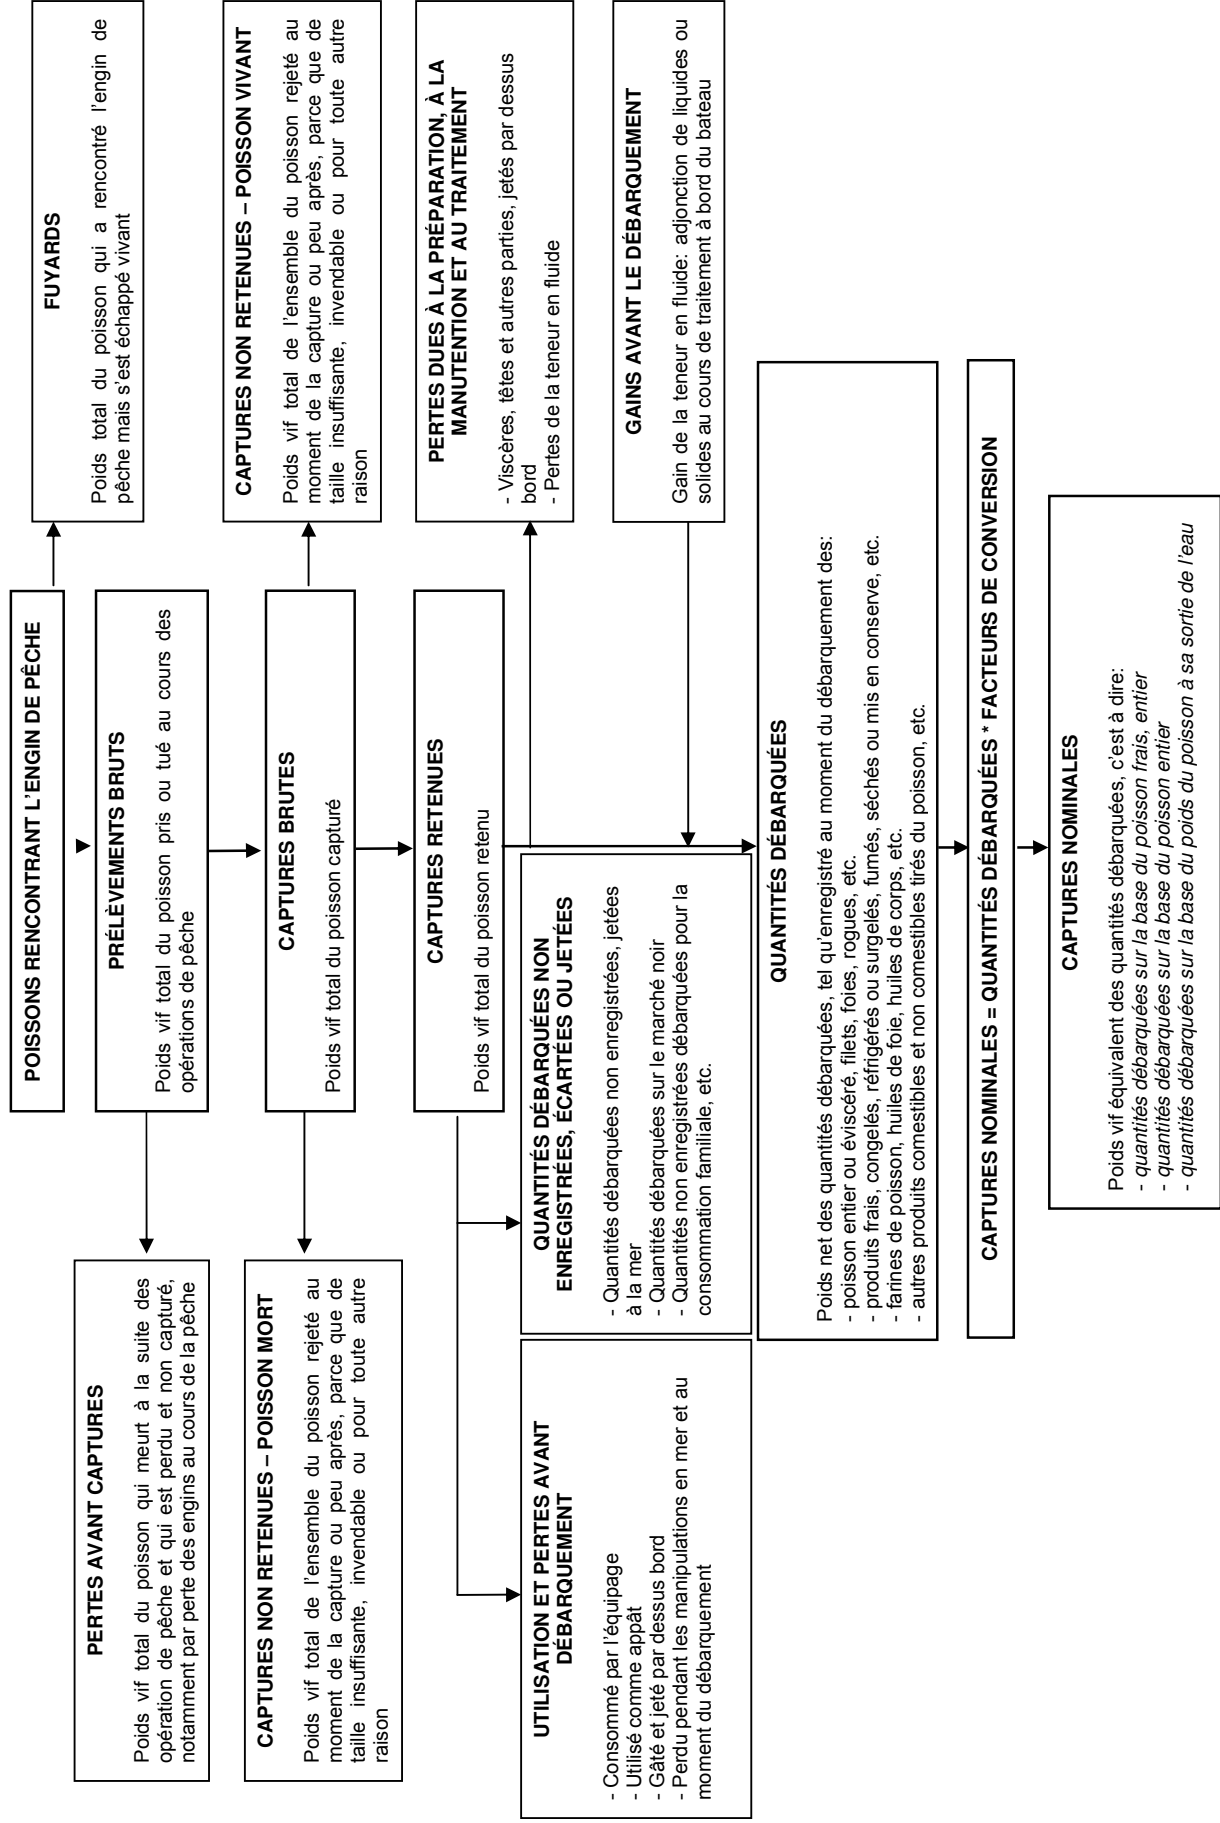 POISSONS RENCONTRANT L'ENGIN DE PÊCHE
FUYARDS
Poids total du poisson qui a rencontré l'engin de
pêche mais s'est échappé vivant
PERTES AVANT CAPTURES
Poids vif total du poisson qui meurt à la suite des
opération de pêche et qui est perdu et non capturé,
notamment par perte des engins au cours de la pêche
PRÉLÈVEMENTS BRUTS
Poids vif total du poisson pris ou tué au cours des
opérations de pêche
CAPTURES NON RETENUES – POISSON MORT
Poids vif total de l'ensemble du poisson rejeté au
moment de la capture ou peu après, parce que de
taille insuffisante, invendable ou pour toute autre
raison
CAPTURES BRUTES
Poids vif total du poisson capturé
CAPTURES NON RETENUES – POISSON VIVANT
Poids vif total de l'ensemble du poisson rejeté au
moment de la capture ou peu après, parce que de
taille insuffisante, invendable ou pour toute autre
raison
CAPTURES RETENUES
Poids vif total du poisson retenu
PERTES DUES À LA PRÉPARATION, À LA
MANUTENTION ET AU TRAITEMENT
- Viscères, têtes et autres parties, jetés par dessus
bord
- Pertes de la teneur en fluide
UTILISATION ET PERTES AVANT
DÉBARQUEMENT
- Consommé par l'équipage
- Utilisé comme appât
- Gâté et jeté par dessus bord
- Perdu pendant les manipulations en mer et au
moment du débarquement
QUANTITÉS DÉBARQUÉES NON
ENREGISTRÉES, ÉCARTÉES OU JETÉES
- Quantités débarquées non enregistrées, jetées
à la mer
- Quantités débarquées sur le marché noir
- Quantités non enregistrées débarquées pour la
consommation familiale, etc.
GAINS AVANT LE DÉBARQUEMENT
Gain de la teneur en fluide: adjonction de liquides ou
solides au cours de traitement à bord du bateau
QUANTITÉS DÉBARQUÉES
Poids net des quantités débarquées, tel qu'enregistré au moment du débarquement des:
- poisson entier ou éviscéré, filets, foies, rogues, etc.
- produits frais, congelés, réfrigérés ou surgelés, fumés, séchés ou mis en conserve, etc.
- farines de poisson, huiles de foie, huiles de corps, etc.
- autres produits comestibles et non comestibles tirés du poisson, etc.
CAPTURES NOMINALES = QUANTITÉS DÉBARQUÉES * FACTEURS DE CONVERSION
CAPTURES NOMINALES
Poids vif équivalent des quantités débarquées, c'est à dire:
- quantités débarquées sur la base du poisson frais, entier
- quantités débarquées sur la base du poisson entier
- quantités débarquées sur la base du poids du poisson à sa sortie de l'eau